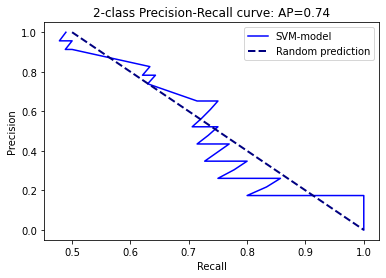 2-class Precision-Recall curve: AP=0.74
SVM-model
Random prediction
Precision
1.0
0.8
0.6
0.4
0.2
0.0
0.5 0.6 0.7 0.8 0.9 1.0
Recall